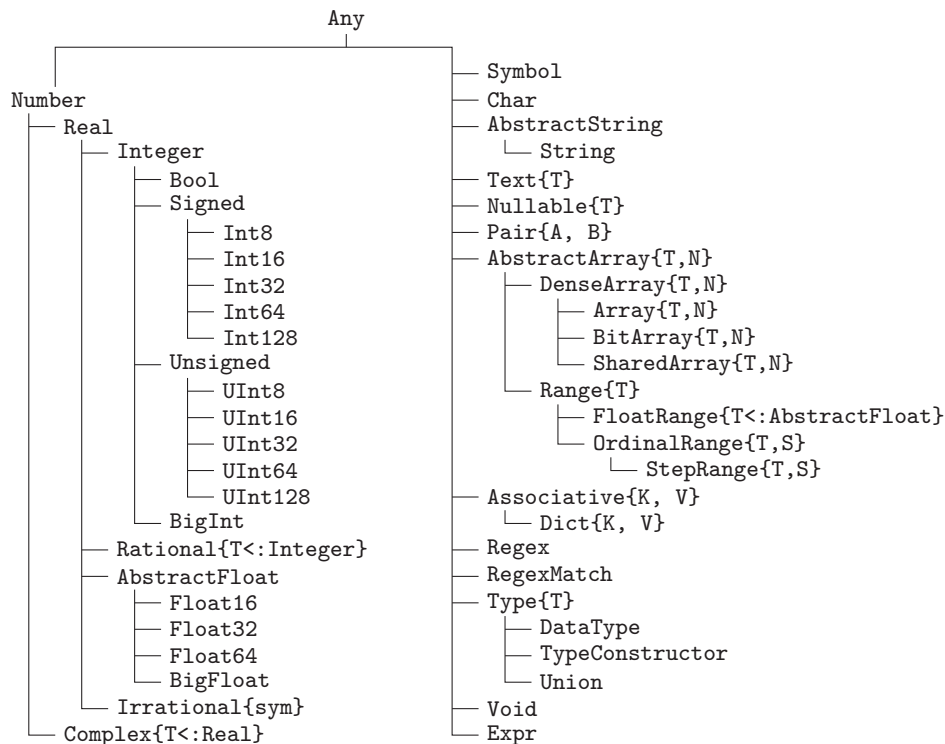 Any
Number
Real
Integer
Bool
Signed
Int8
Int16
Int32
Int64
Int128
Unsigned
UInt8
UInt16
UInt32
UInt64
UInt128
BigInt
Rational{T<:Integer}
AbstractFloat
Float16
Float32
Float64
BigFloat
Irrational{sym}
Complex{T<:Real}
Symbol
Char
AbstractString
String
Text{T}
Nullable{T}
Pair{A, B}
AbstractArray{T,N}
DenseArray{T,N}
Array{T,N}
BitArray{T,N}
SharedArray{T,N}
Range{T}
FloatRange{T<:AbstractFloat}
OrdinalRange{T,S}
StepRange{T,S}
Associative{K, V}
Dict{K, V}
Regex
RegexMatch
Type{T}
DataType
TypeConstructor
Union
Void
Expr